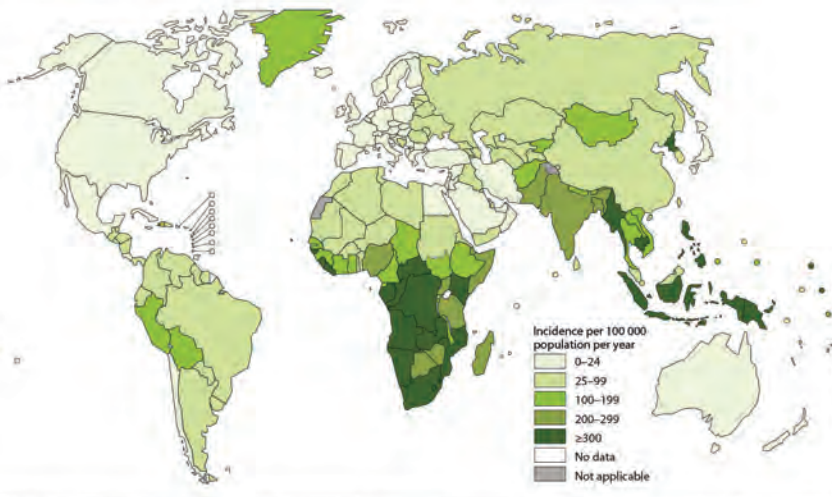 Incidence per 100 000
population per year
0–24
25–99
100–199
200–299
≥300
No data
Not applicable